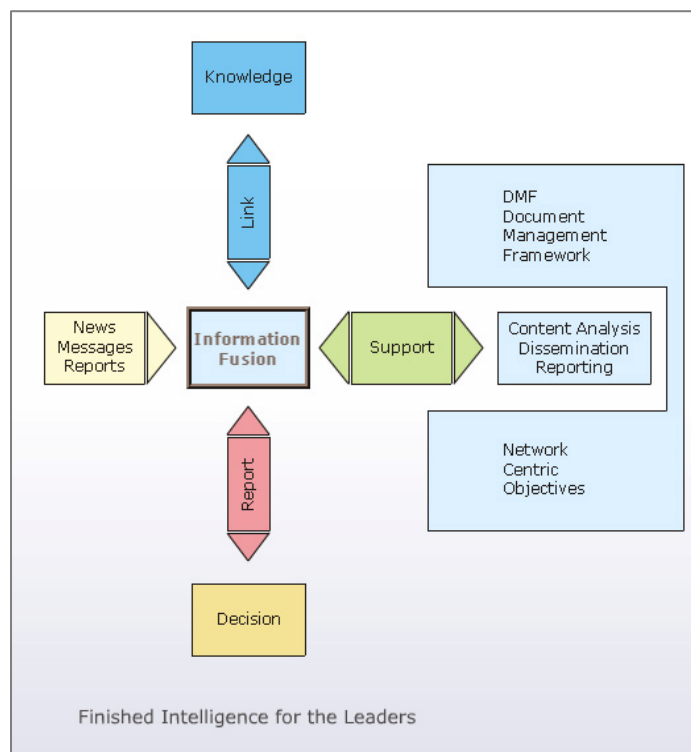 Knowledge
Link
DMF
Document
Management
Framework
News
Messages
Reports
Information
Fusion
Support
Content Analysis
Dissemination
Reporting
Report
Network
Centric
Objectives
Decision
Finished Intelligence for the Leaders